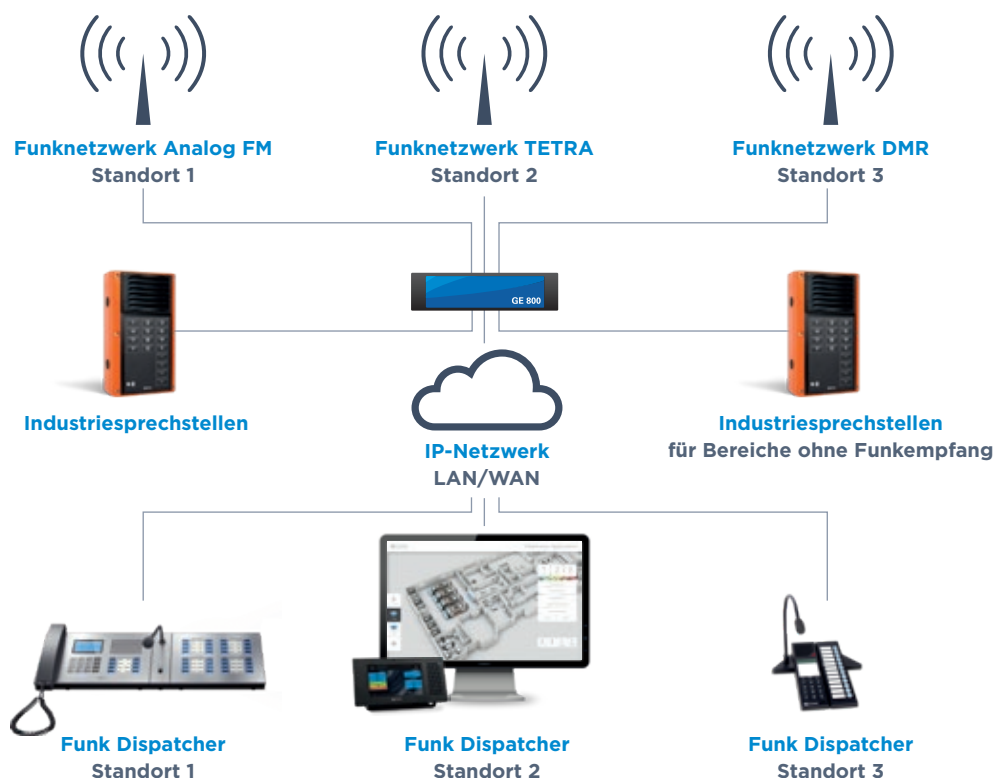 Funknetzwerk Analog FM
Standort 1
Funknetzwerk TETRA
Standort 2
Funknetzwerk DMR
Standort 3
GE 800
Industriesprechstellen
IP-Netzwerk
LAN/WAN
Industriesprechstellen
für Bereiche ohne Funkempfang
Funk Dispatcher
Standort 1
Funk Dispatcher
Standort 2
Funk Dispatcher
Standort 3